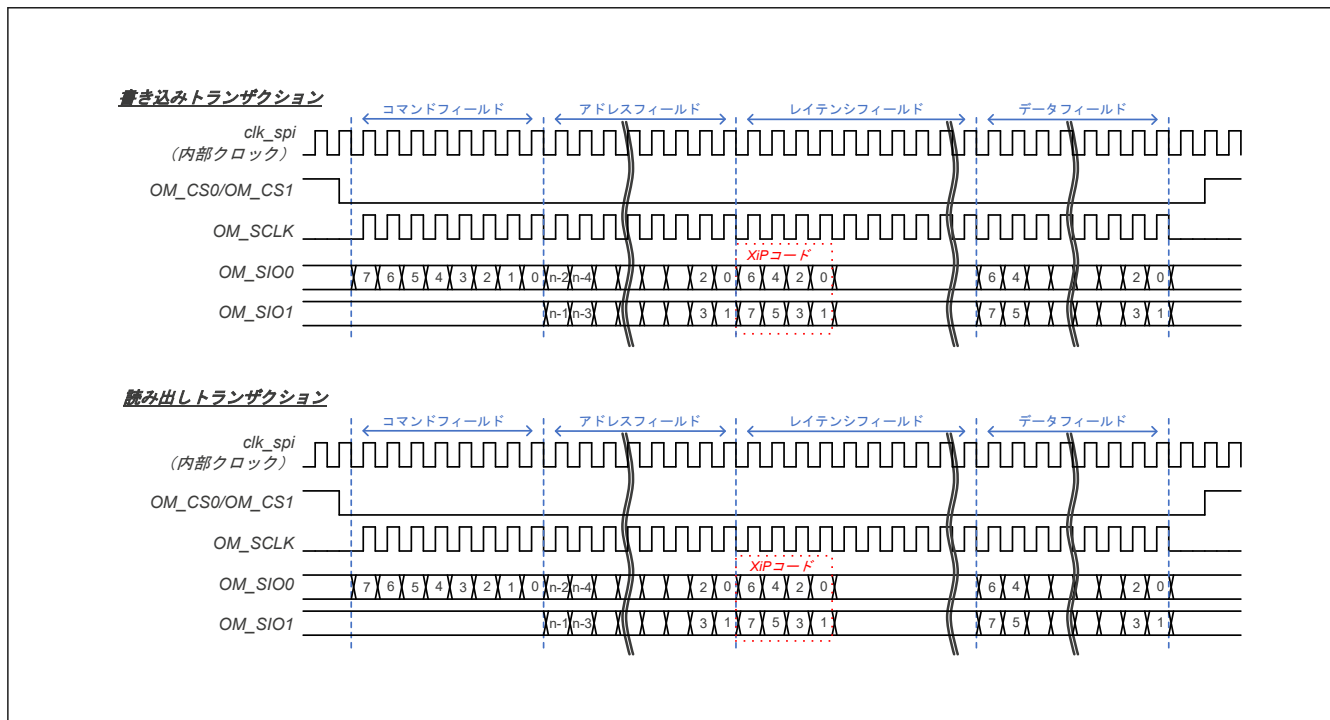 書き込みトランザクション
コマンドフィールド アドレスフィールド レイテンシフィールド データフィールド
clk_spi
（内部クロック）
OM_CS0/OM_CS1
OM_SCLK
XiPコード
OM_SIO0 7 6 5 4 3 2 1 0 n-2 n-4 2 0 6 4 2 0 6 4 2 0
OM_SIO1 n-1 n-3 3 1 7 5 3 1 7 5 3 1
読み出しトランザクション
コマンドフィールド アドレスフィールド レイテンシフィールド データフィールド
clk_spi
（内部クロック）
OM_CS0/OM_CS1
OM_SCLK
XiPコード
OM_SIO0 7 6 5 4 3 2 1 0 n-2 n-4 2 0 6 4 2 0 6 4 2 0
OM_SIO1 n-1 n-3 3 1 7 5 3 1 7 5 3 1